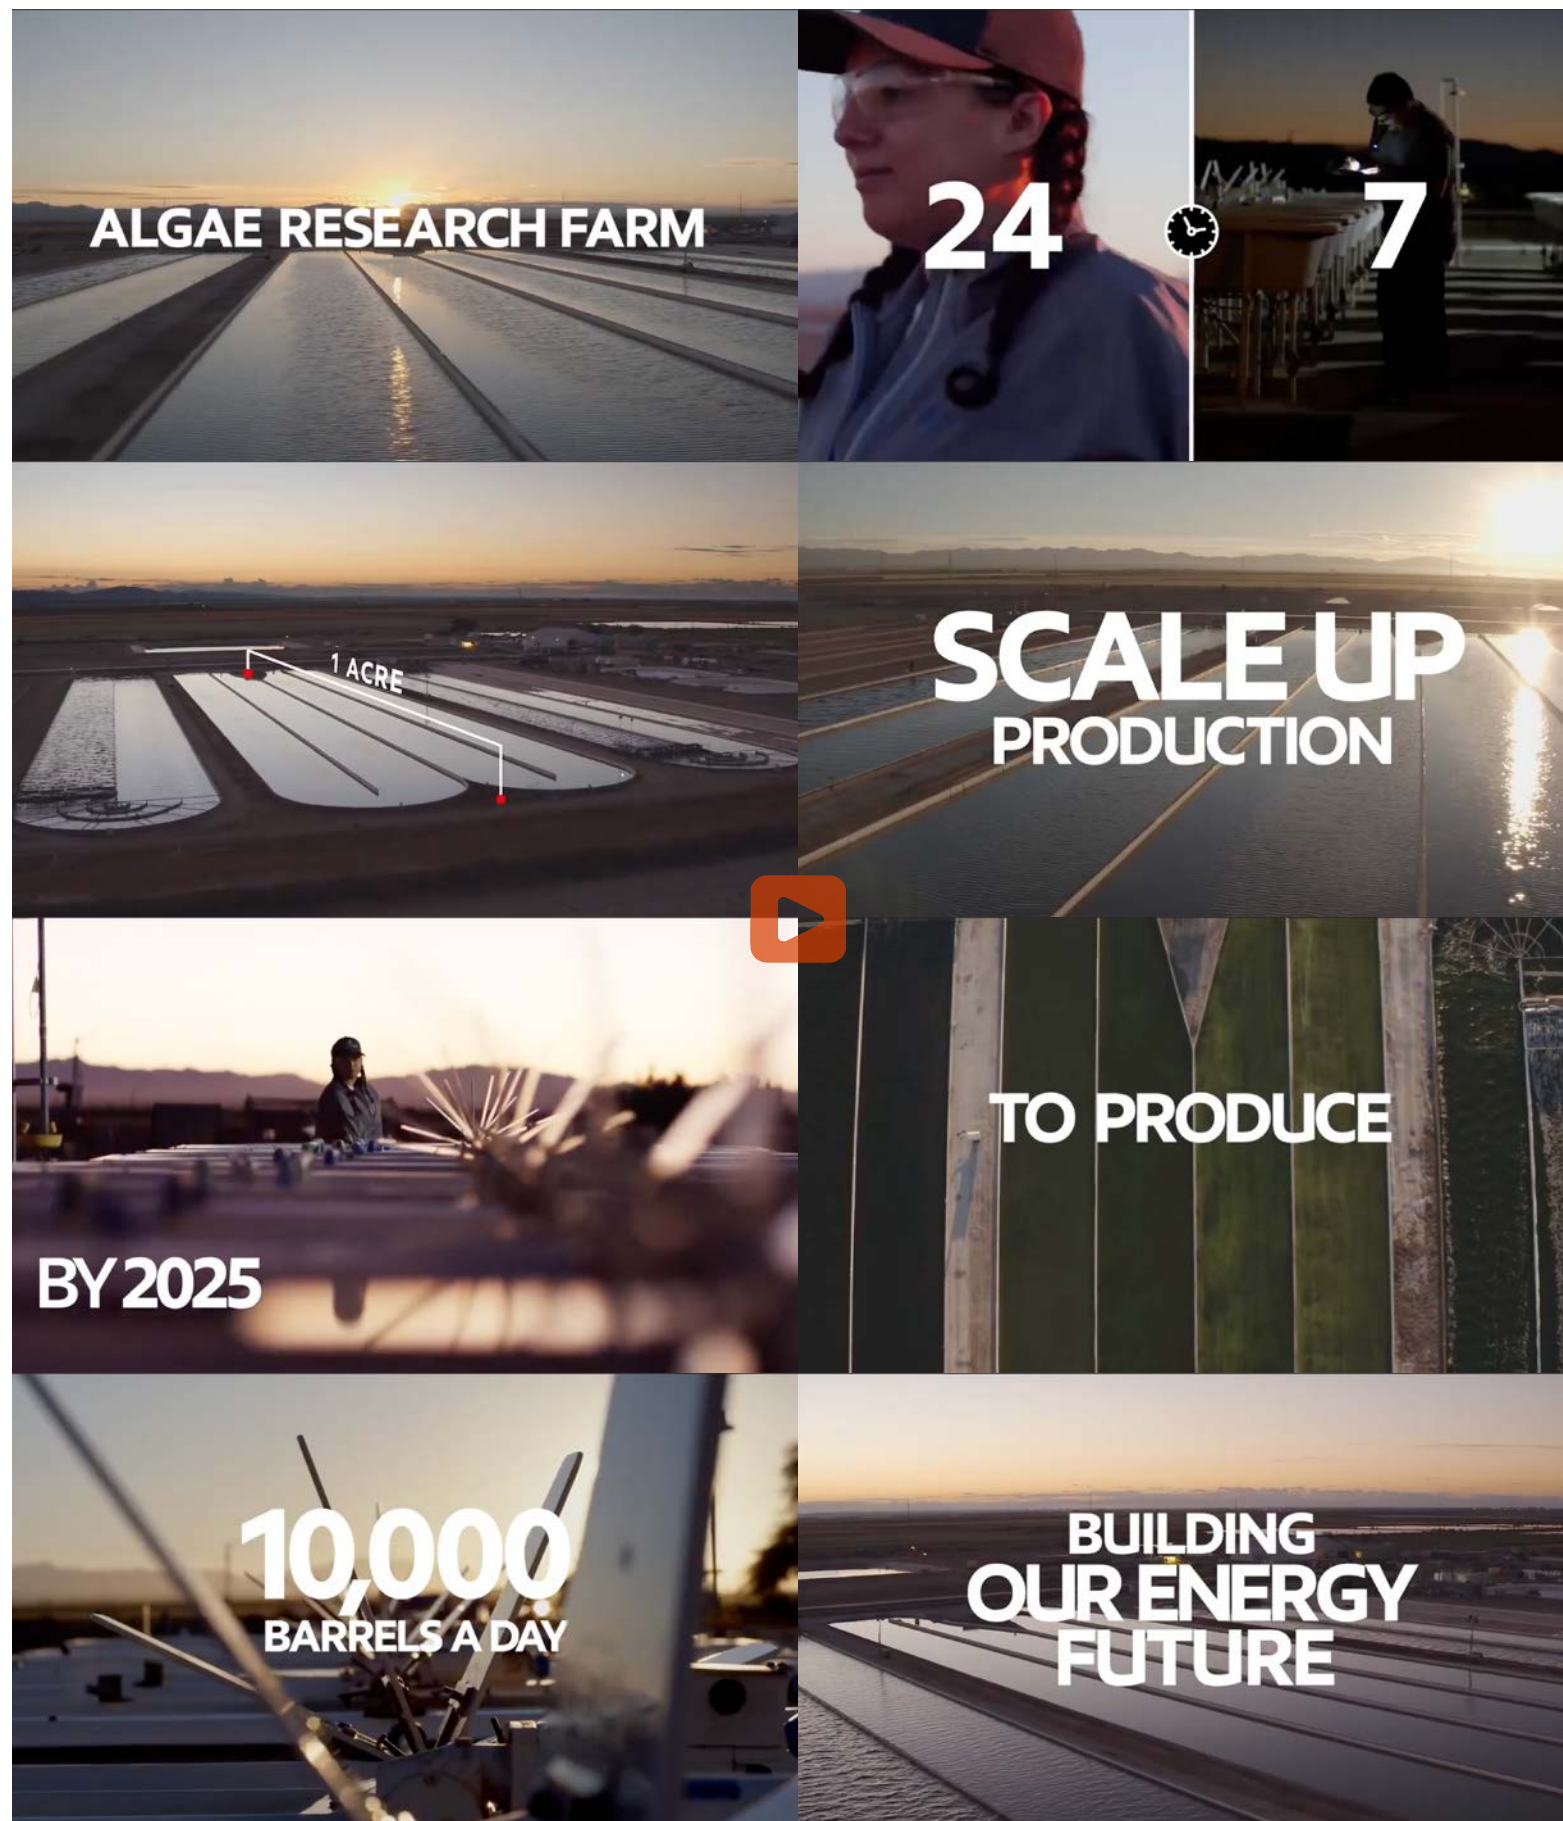 ALGAE RESEARCH FARM
24 7
1 ACRE
SCALE UP
PRODUCTION
BY 2025
TO PRODUCE
10,000
BARRELS A DAY
BUILDING
OUR ENERGY
FUTURE